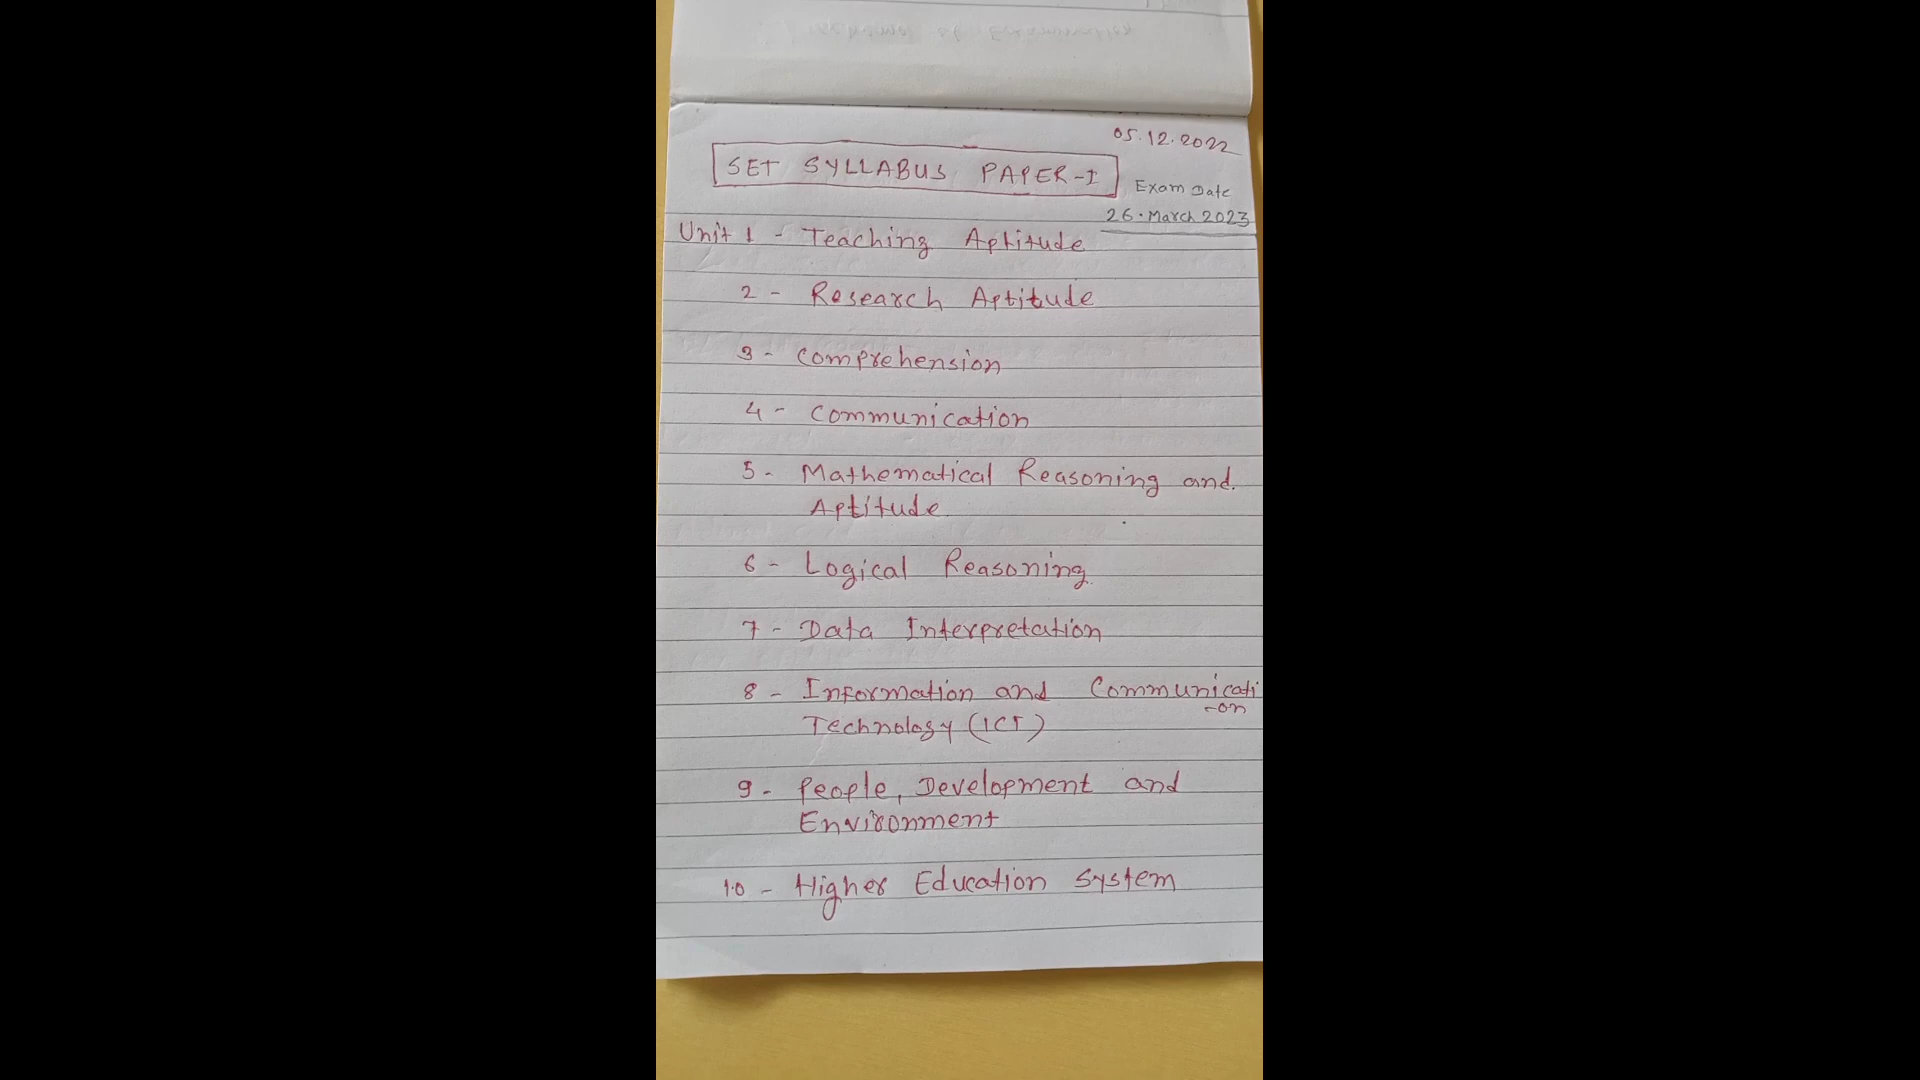 05.12.2022
SET SYLLABUS PAPER-I
Exam Date
26. March 2023
Unit 1 - Teaching Aptitude
2 - Research Aptitude
3 - Comprehension
4 - Communication
5 - Mathematical Reasoning and
Aptitude
6 - Logical Reasoning
7 - Data Interpretation
8 - Information and Communicati
-on
Technology (ICT)
9 - People, Development and
Environment
10 - Higher Education System